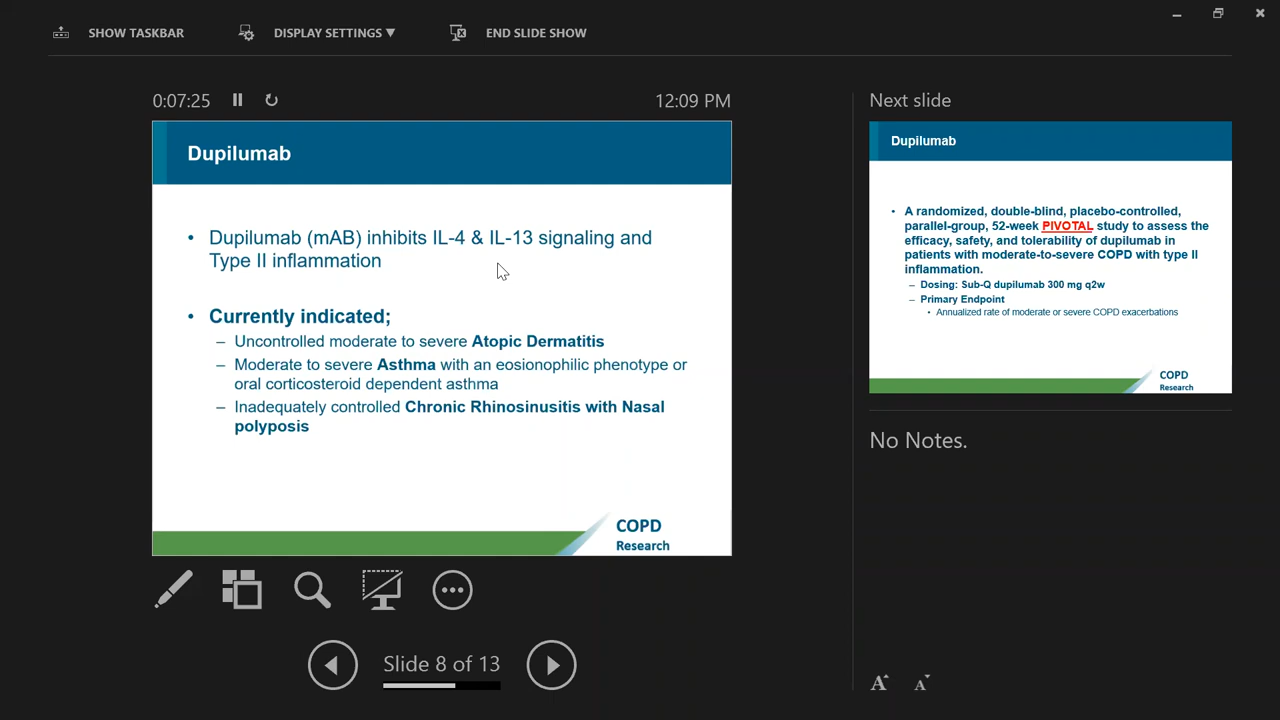 SHOW TASKBAR
DISPLAY SETTINGS ▼
END SLIDE SHOW
0:07:25
12:09 PM
Dupilumab
• Dupilumab (mAB) inhibits IL-4 & IL-13 signaling and
Type II inflammation
• Currently indicated;
– Uncontrolled moderate to severe Atopic Dermatitis
– Moderate to severe Asthma with an eosionophilic phenotype or
oral corticosteroid dependent asthma
– Inadequately controlled Chronic Rhinosinusitis with Nasal
polyposis
COPD
Research
Slide 8 of 13
Next slide
Dupilumab
• A randomized, double-blind, placebo-controlled,
parallel-group, 52-week PIVOTAL study to assess the
efficacy, safety, and tolerability of dupilumab in
patients with moderate-to-severe COPD with type II
inflammation.
– Dosing: Sub-Q dupilumab 300 mg q2w
– Primary Endpoint
• Annualized rate of moderate or severe COPD exacerbations
COPD
Research
No Notes.
A A